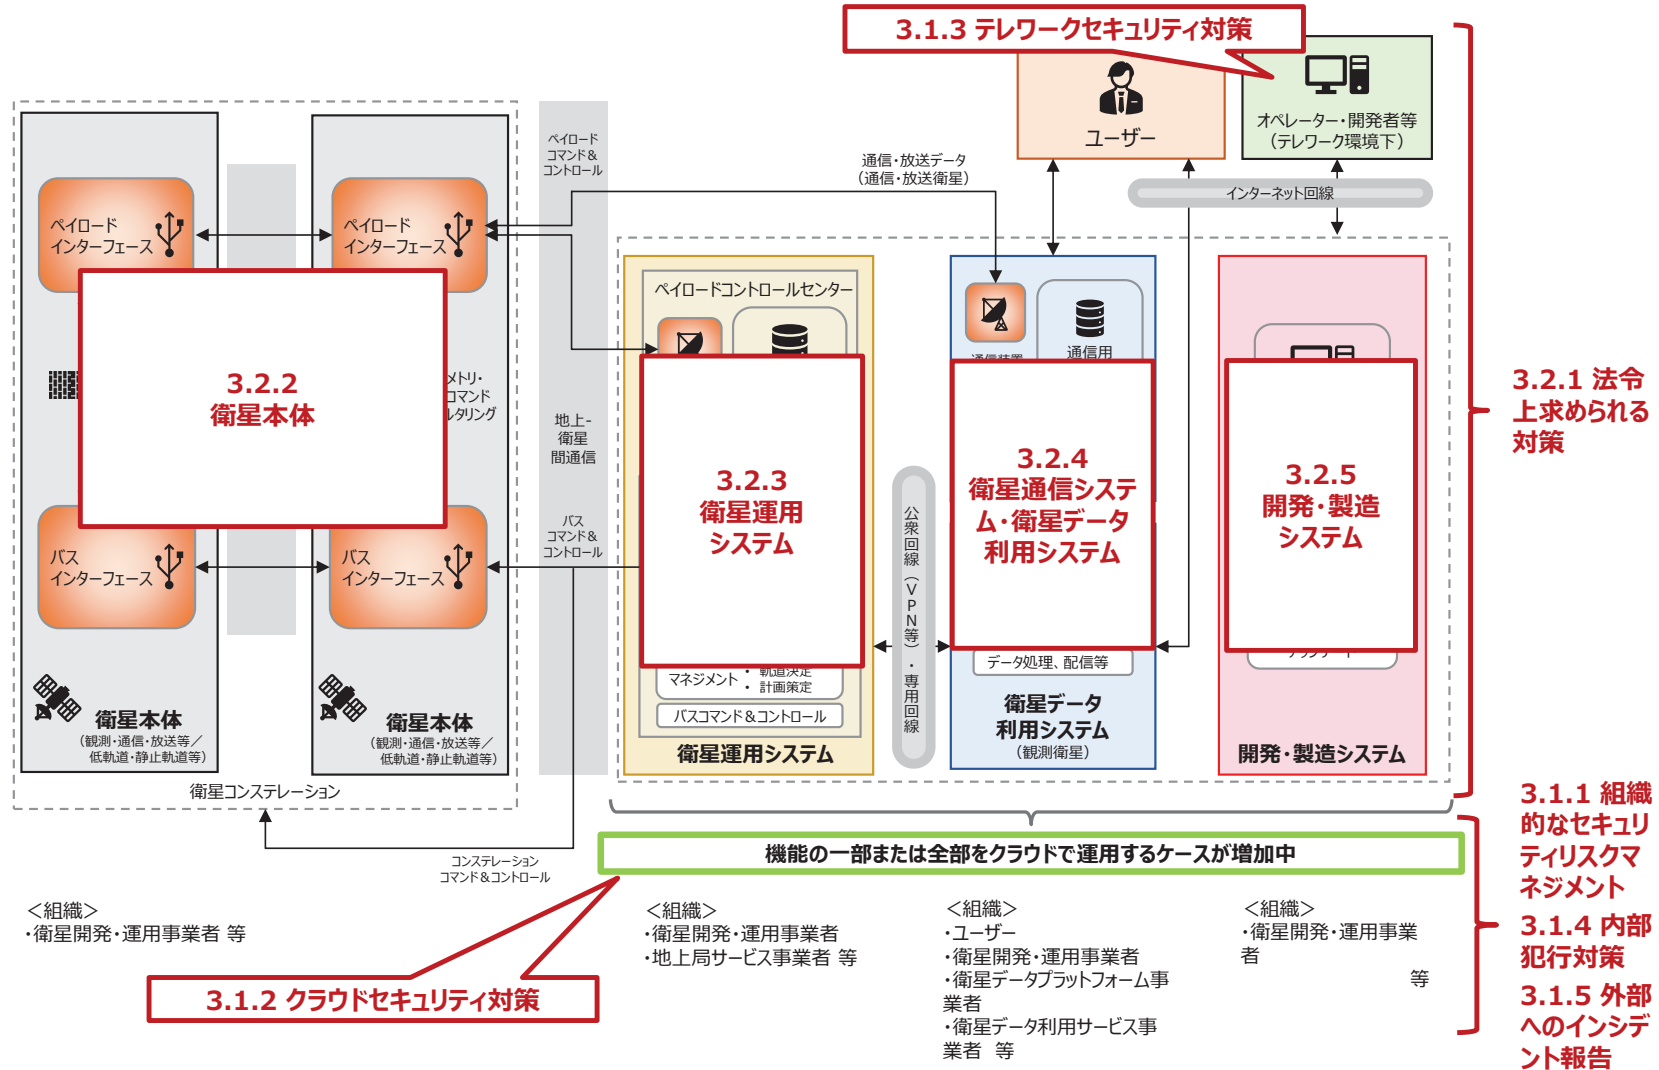 3.1.3 テレワークセキュリティ対策
ユーザー
オペレーター・開発者等
(テレワーク環境下)
インターネット回線
ペイロード
コマンド＆
コントロール
通信・放送データ
(通信・放送衛星)
ペイロード
インターフェース
ペイロード
インターフェース
3.2.2
衛星本体
メトリ・
コマンド
ルタリング
地上-
衛星
間通信
バス
コマンド＆
コントロール
バス
インターフェース
バス
インターフェース
衛星本体
(観測・通信・放送等／
低軌道・静止軌道等)
衛星本体
(観測・通信・放送等／
低軌道・静止軌道等)
衛星コンステレーション
コンステレーション
コマンド＆コントロール
ペイロードコントロールセンター
3.2.3
衛星運用
システム
マネジメント
・ 軌道決定
・ 計画策定
バスコマンド＆コントロール
衛星運用システム
公衆回線（VPN等）・専用回線
通信装置
通信用
3.2.4
衛星通信システ
ム・衛星データ
利用システム
データ処理、配信等
衛星データ
利用システム
(観測衛星)
3.2.5
開発・製造
システム
開発・製造システム
3.2.1 法令
上求められる
対策
機能の一部または全部をクラウドで運用するケースが増加中
3.1.2 クラウドセキュリティ対策
＜組織＞
・衛星開発・運用事業者 等
＜組織＞
・衛星開発・運用事業者
・地上局サービス事業者 等
＜組織＞
・ユーザー
・衛星開発・運用事業者
・衛星データプラットフォーム事
業者
・衛星データ利用サービス事
業者 等
＜組織＞
・衛星開発・運用事業
者
等
3.1.1 組織
的なセキュリ
ティリスクマ
ネジメント
3.1.4 内部
犯行対策
3.1.5 外部
へのインシデ
ント報告